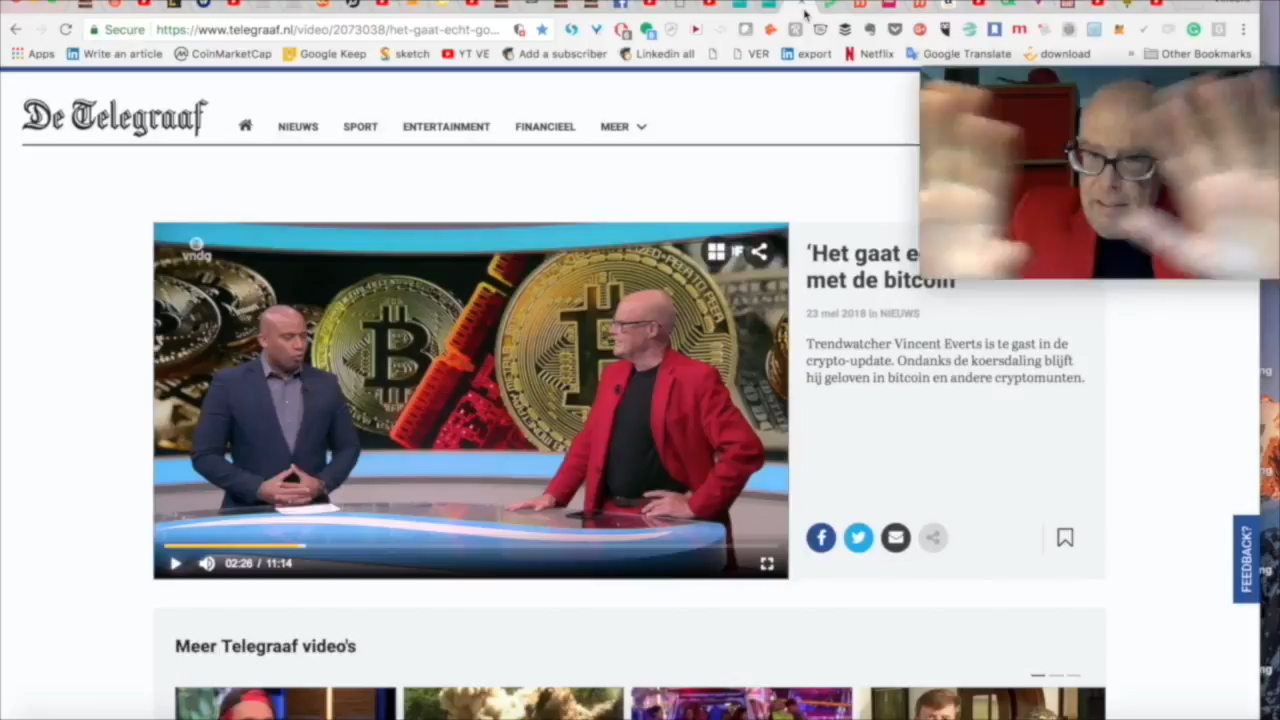 Secure
https://www.telegraaf.nl/video/2073038/het-gaat-echt-go...
Apps
Write an article
CoinMarketCap
Google Keep
sketch
YT VE
Add a subscriber
Linkedin all
VER
export
Netflix
Google Translate
download
»
Other Bookmarks
De Telegraaf
NIEUWS
SPORT
ENTERTAINMENT
FINANCIEEL
MEER
vndg
'Het gaat
met de bitcoin
23 mei 2018 in NIEUWS
Trendwatcher Vincent Everts is te gast in de
crypto-update. Ondanks de koersdaling blijft
hij geloven in bitcoin en andere cryptomunten.
02:26 / 11:14
FEEDBACK?
Meer Telegraaf video's